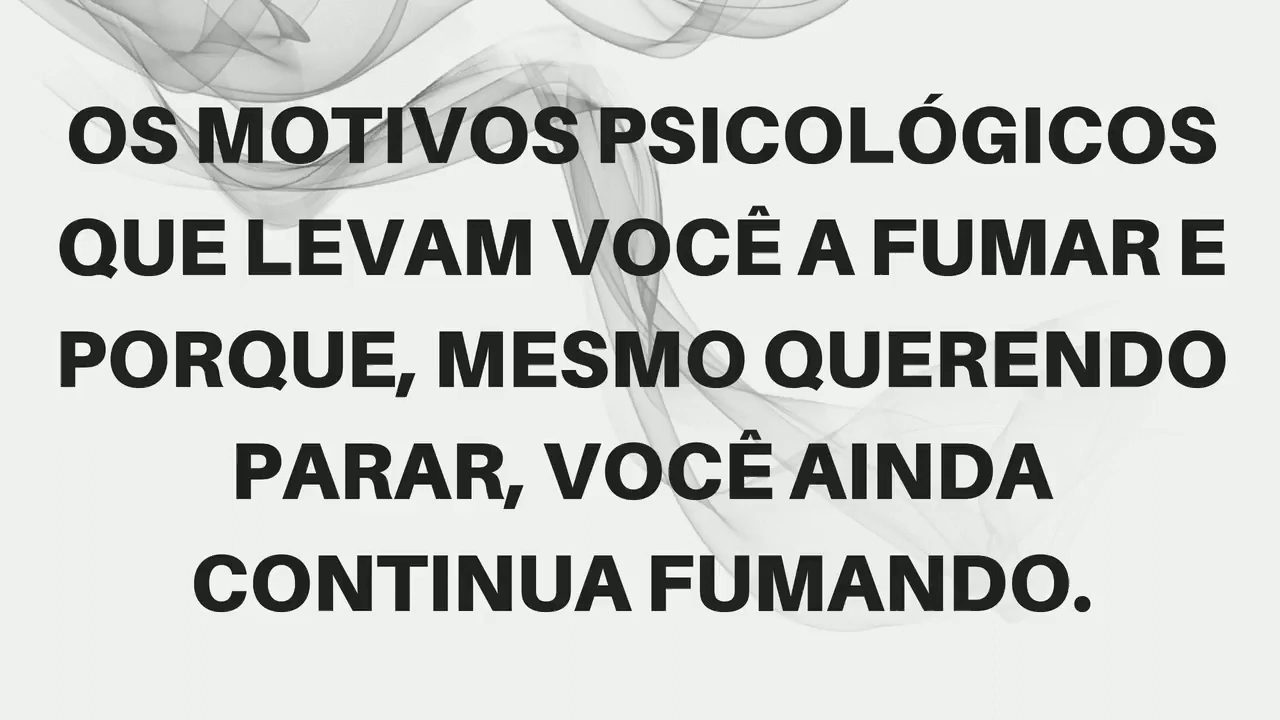 OS MOTIVOS PSICOLÓGICOS
QUE LEVAM VOCÊ A FUMAR E
PORQUE, MESMO QUERENDO
PARAR, VOCÊ AINDA
CONTINUA FUMANDO.